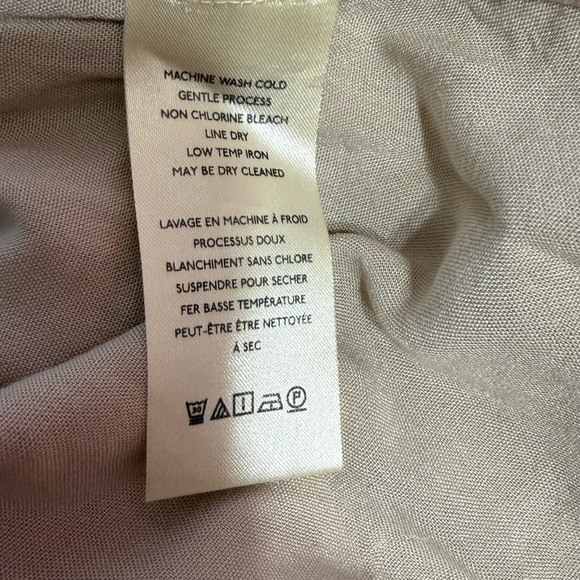 MACHINE WASH COLD
GENTLE PROCESS
NON CHLORINE BLEACH
LINE DRY
LOW TEMP IRON
MAY BE DRY CLEANED
LAVAGE EN MACHINE À FROID
PROCESSUS DOUX
BLANCHIMENT SANS CHLORE
SUSPENDRE POUR SECHER
FER BASSE TEMPÉRATURE
PEUT-ÊTRE ÊTRE NETTOYÉE
À SEC
30 P